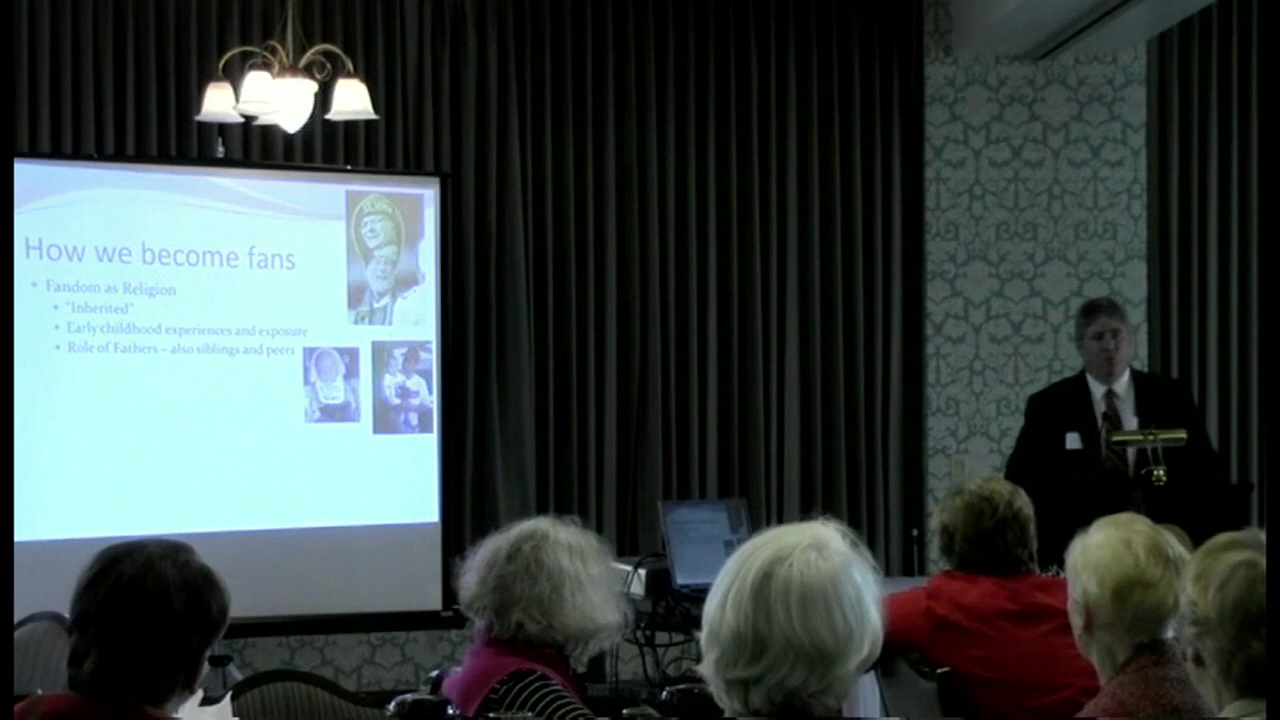 How we become fans
• Fandom as Religion
• "Inherited"
• Early childhood experiences and exposure
• Role of Fathers – also siblings and peers